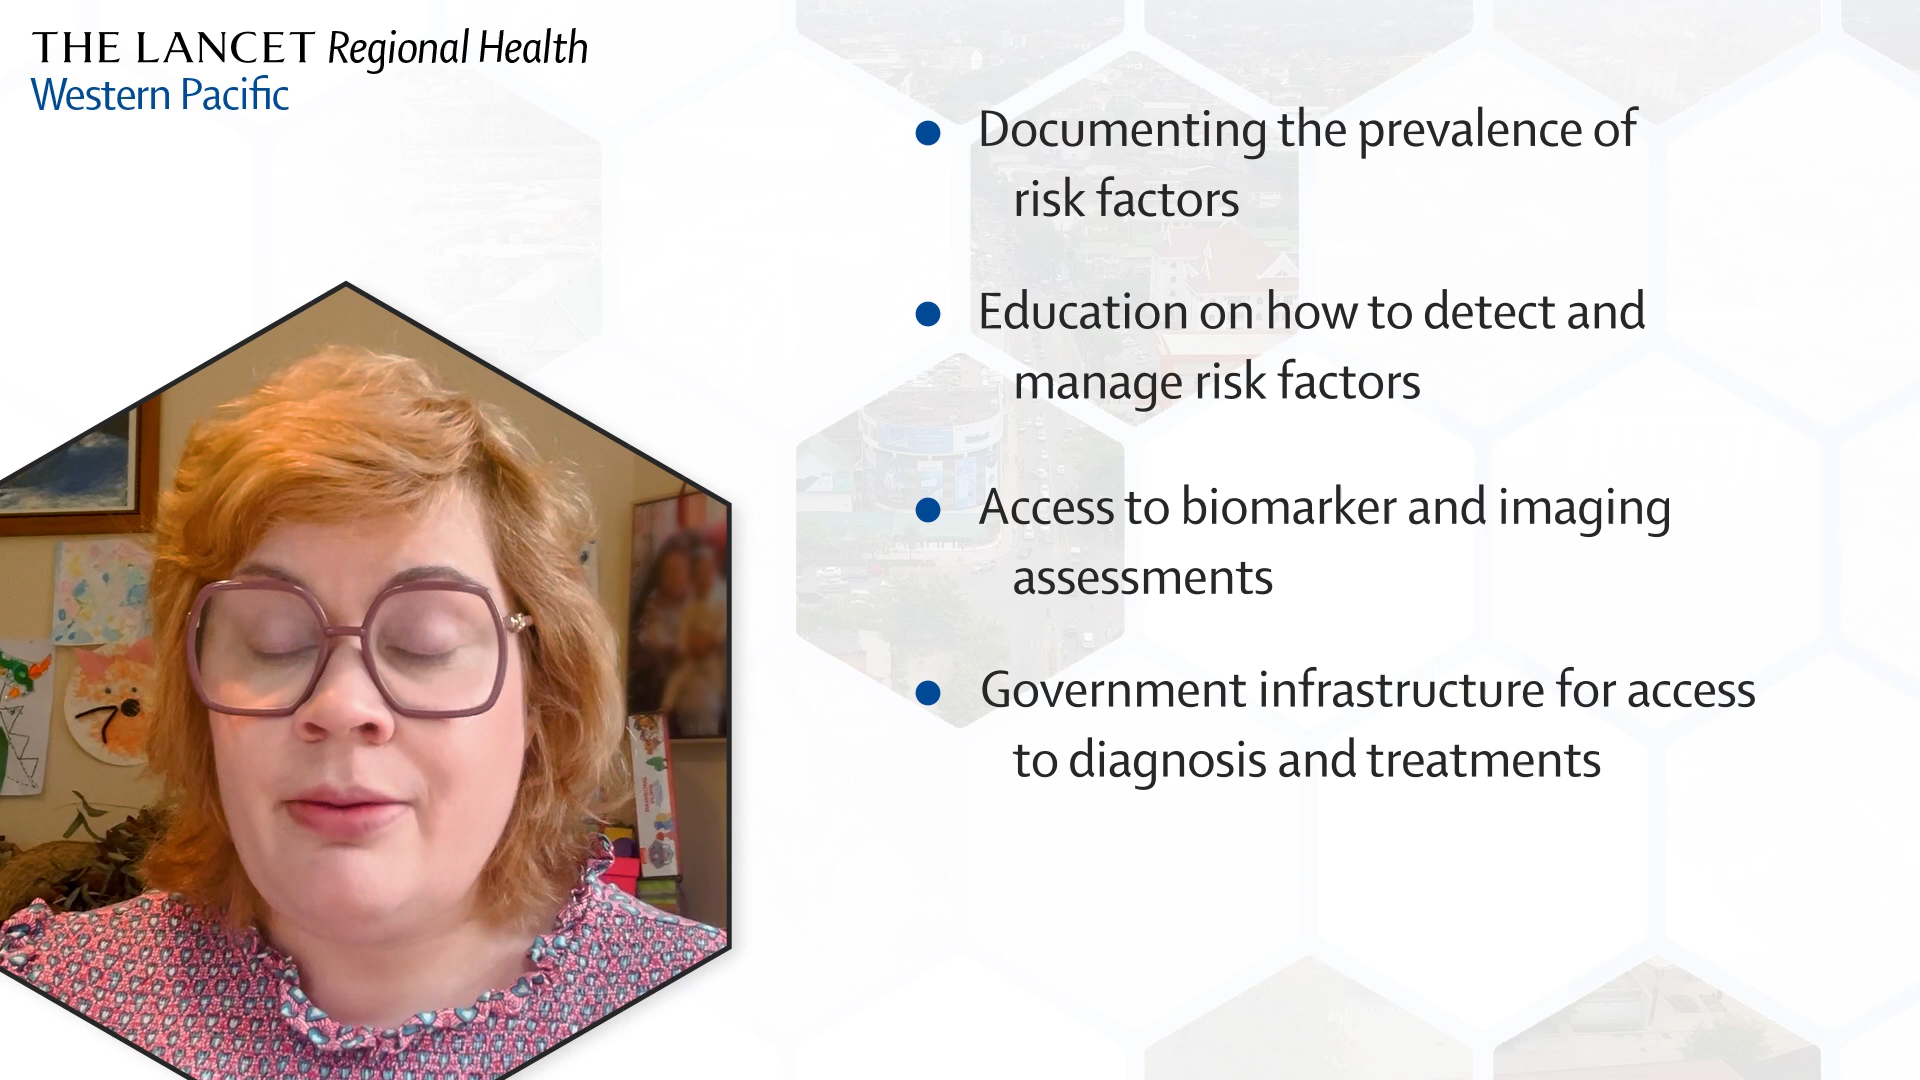 THE LANCET Regional Health
Western Pacific
● Documenting the prevalence of
risk factors
● Education on how to detect and
manage risk factors
● Access to biomarker and imaging
assessments
● Government infrastructure for access
to diagnosis and treatments